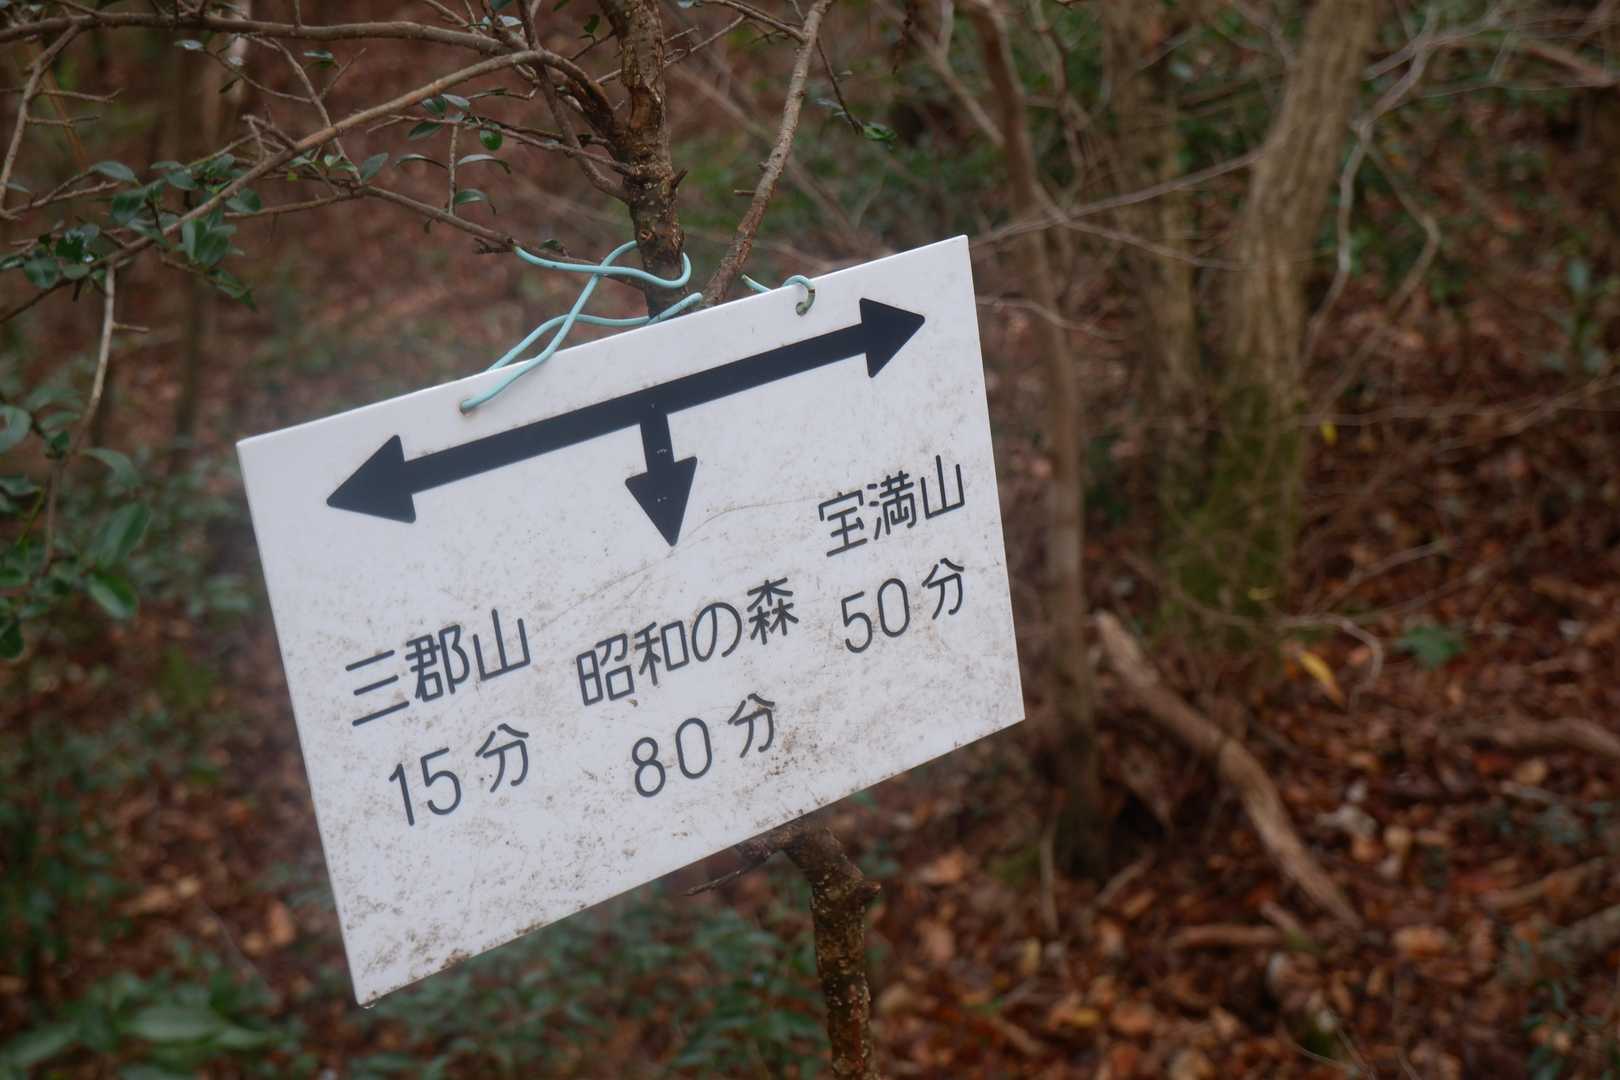 三郡山
15分
昭和の森
80分
宝満山
50分